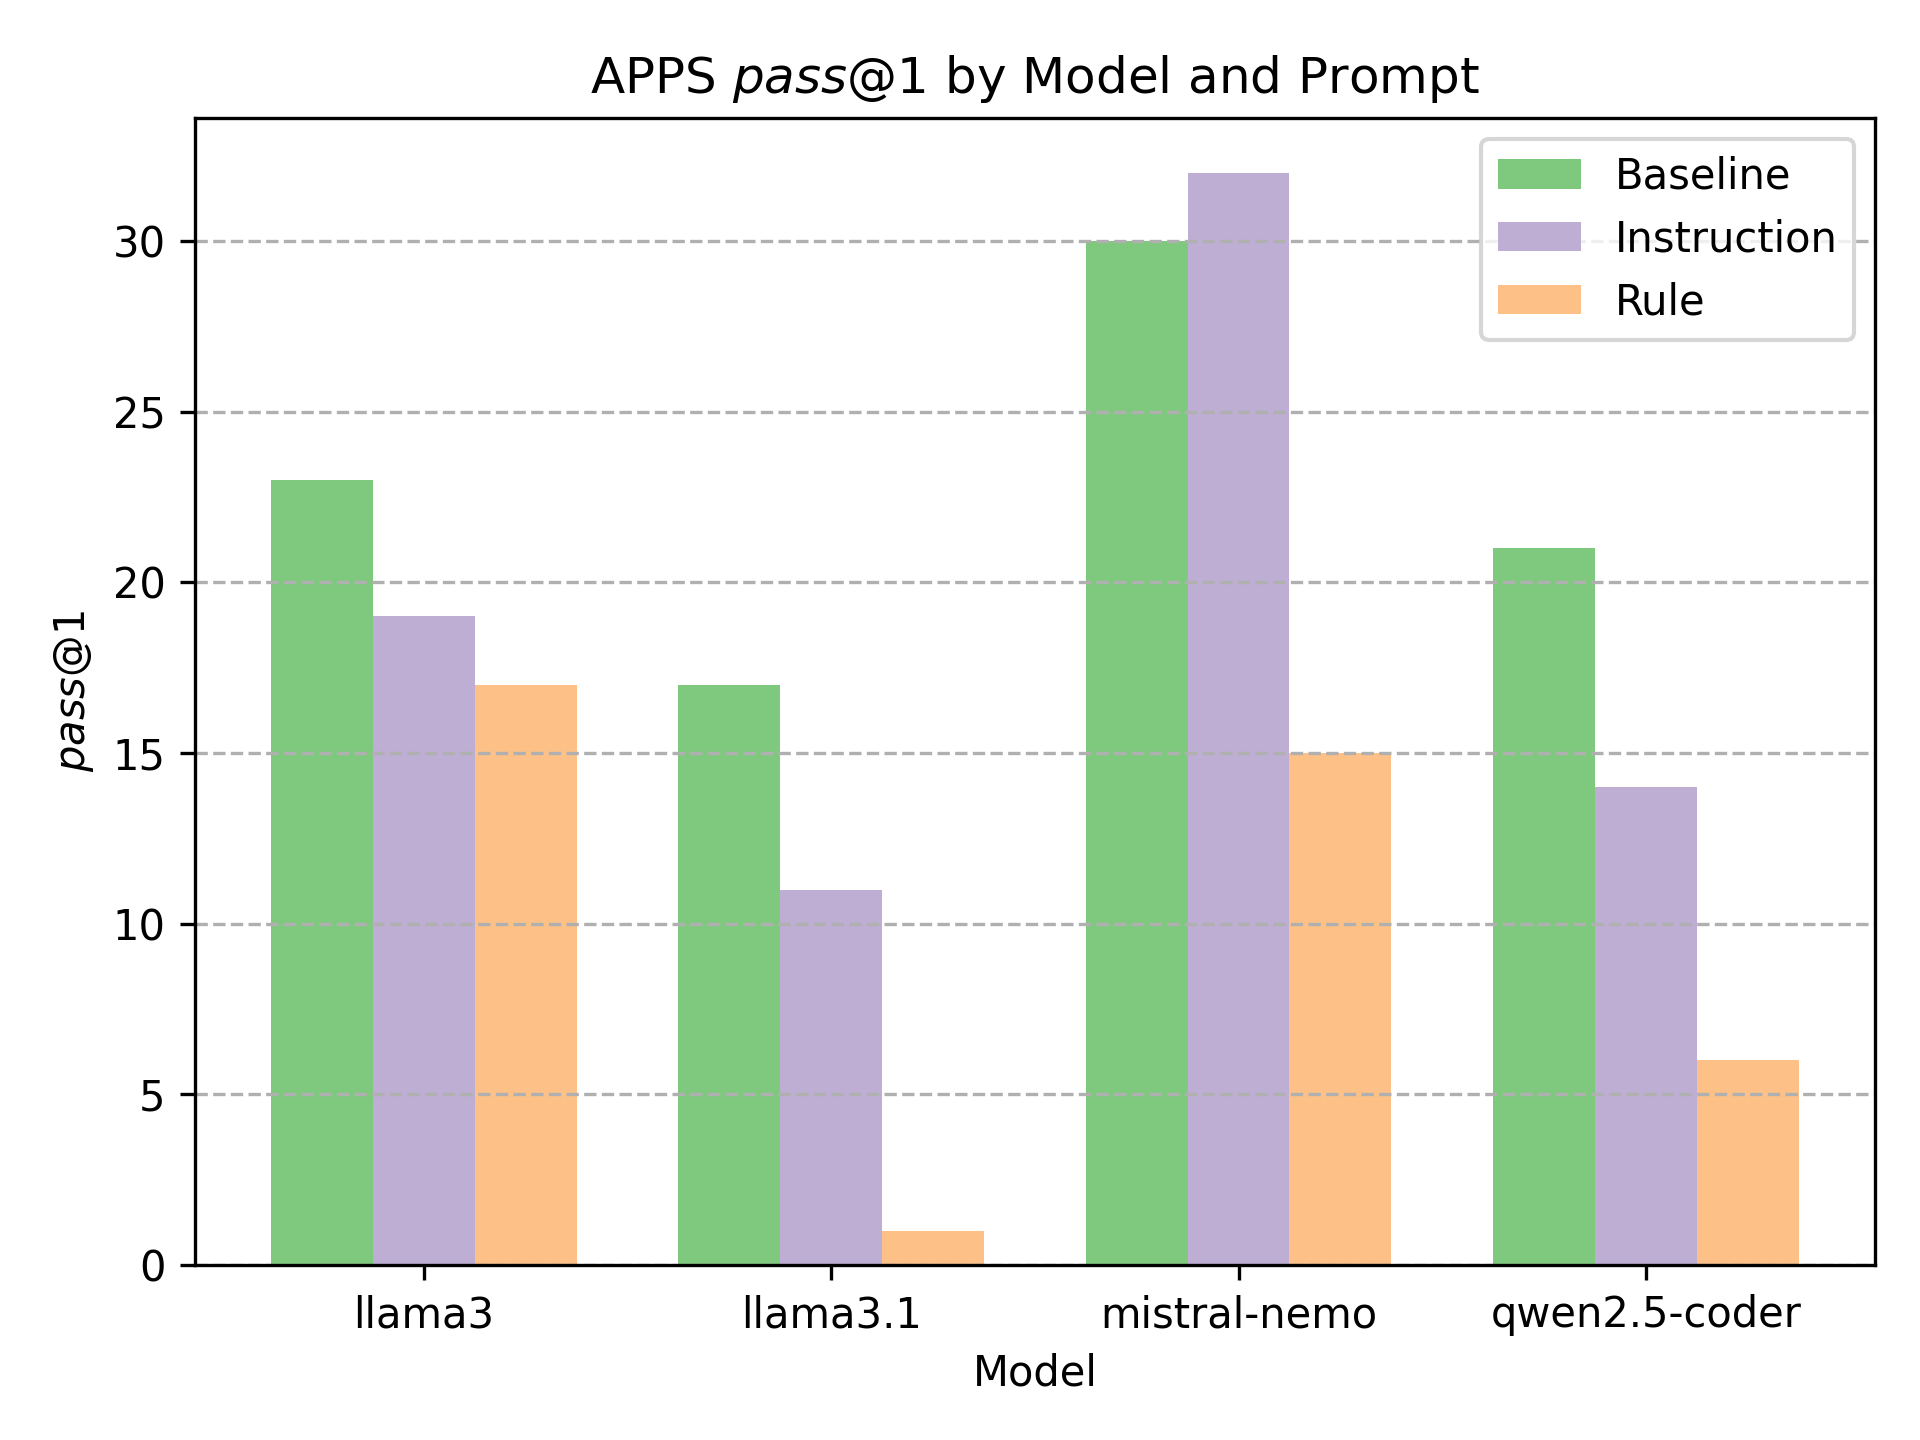 APPS pass@1 by Model and Prompt
Baseline
Instruction
Rule
pass@1
30
25
20
15
10
5
0
llama3
llama3.1
mistral-nemo
qwen2.5-coder
Model